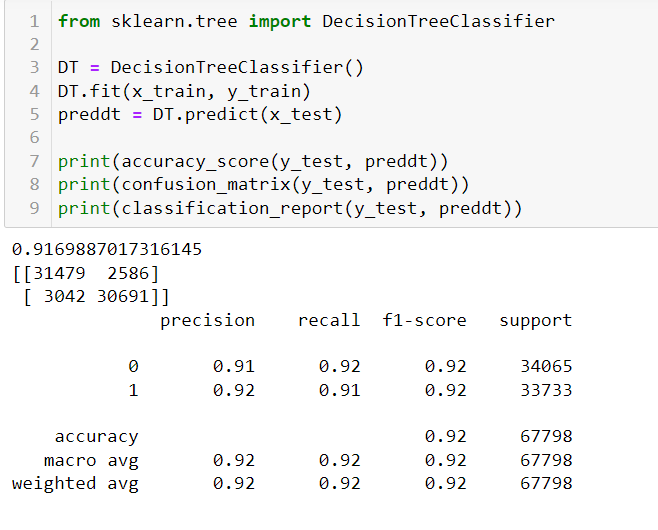 1 from sklearn.tree import DecisionTreeClassifier
2
3 DT = DecisionTreeClassifier()
4 DT.fit(x_train, y_train)
5 preddt = DT.predict(x_test)
6
7 print(accuracy_score(y_test, preddt))
8 print(confusion_matrix(y_test, preddt))
9 print(classification_report(y_test, preddt))
0.9169887017316145
[[31479  2586]
 [ 3042 30691]]
              precision    recall  f1-score   support
           0       0.91      0.92      0.92     34065
           1       0.92      0.91      0.92     33733
    accuracy                           0.92     67798
   macro avg       0.92      0.92      0.92     67798
weighted avg       0.92      0.92      0.92     67798